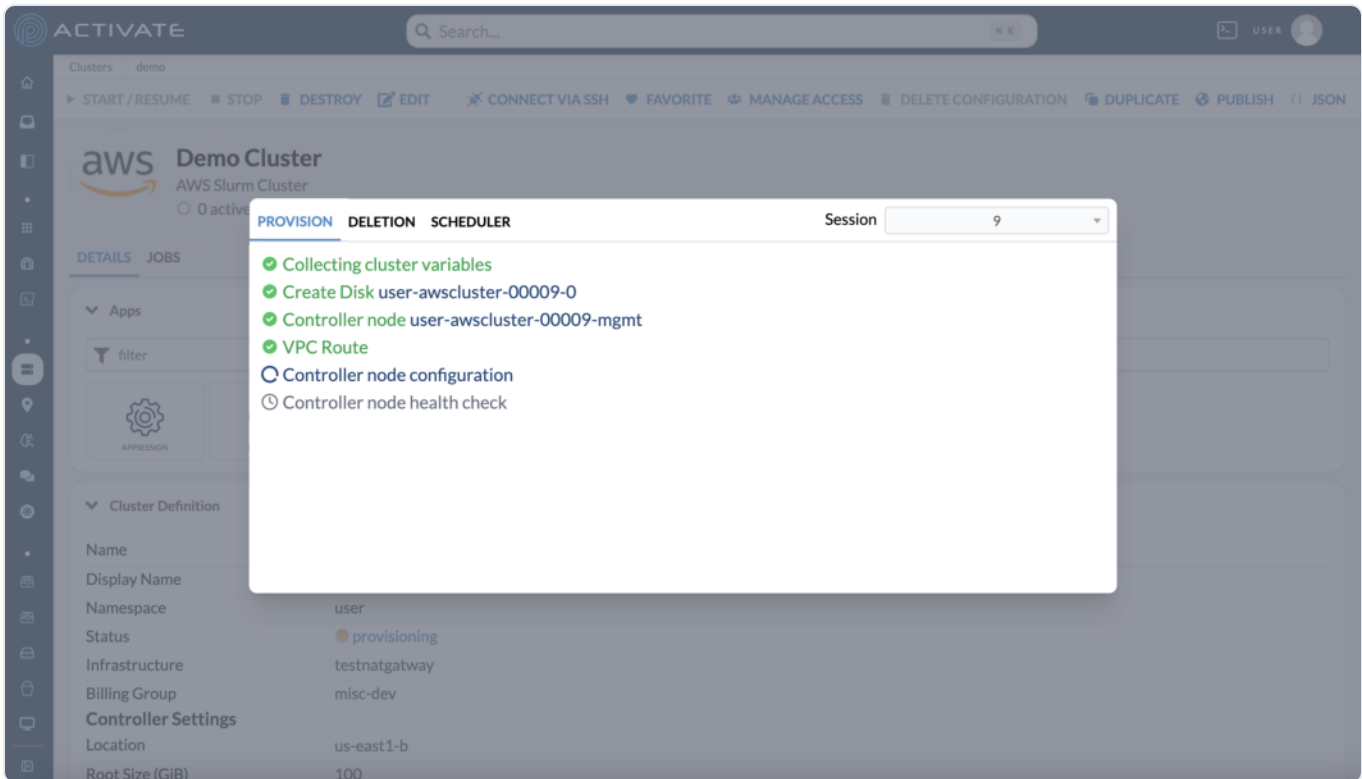 ACTIVATE
Search...
⌘ K
USER
Clusters demo
START / RESUME STOP DESTROY EDIT CONNECT VIA SSH FAVORITE MANAGE ACCESS DELETE CONFIGURATION DUPLICATE PUBLISH JSON
aws
Demo Cluster
AWS Slurm Cluster
0 active
PROVISION DELETION SCHEDULER
Session 9
DETAILS JOBS
Collecting cluster variables
Create Disk user-awscluster-00009-0
Controller node user-awscluster-00009-mgmt
VPC Route
Controller node configuration
Controller node health check
Apps
filter
APPSESSION
Cluster Definition
Name
Display Name
Namespace user
Status provisioning
Infrastructure testnatgatway
Billing Group misc-dev
Controller Settings
Location us-east1-b
Root Size (GiB) 100